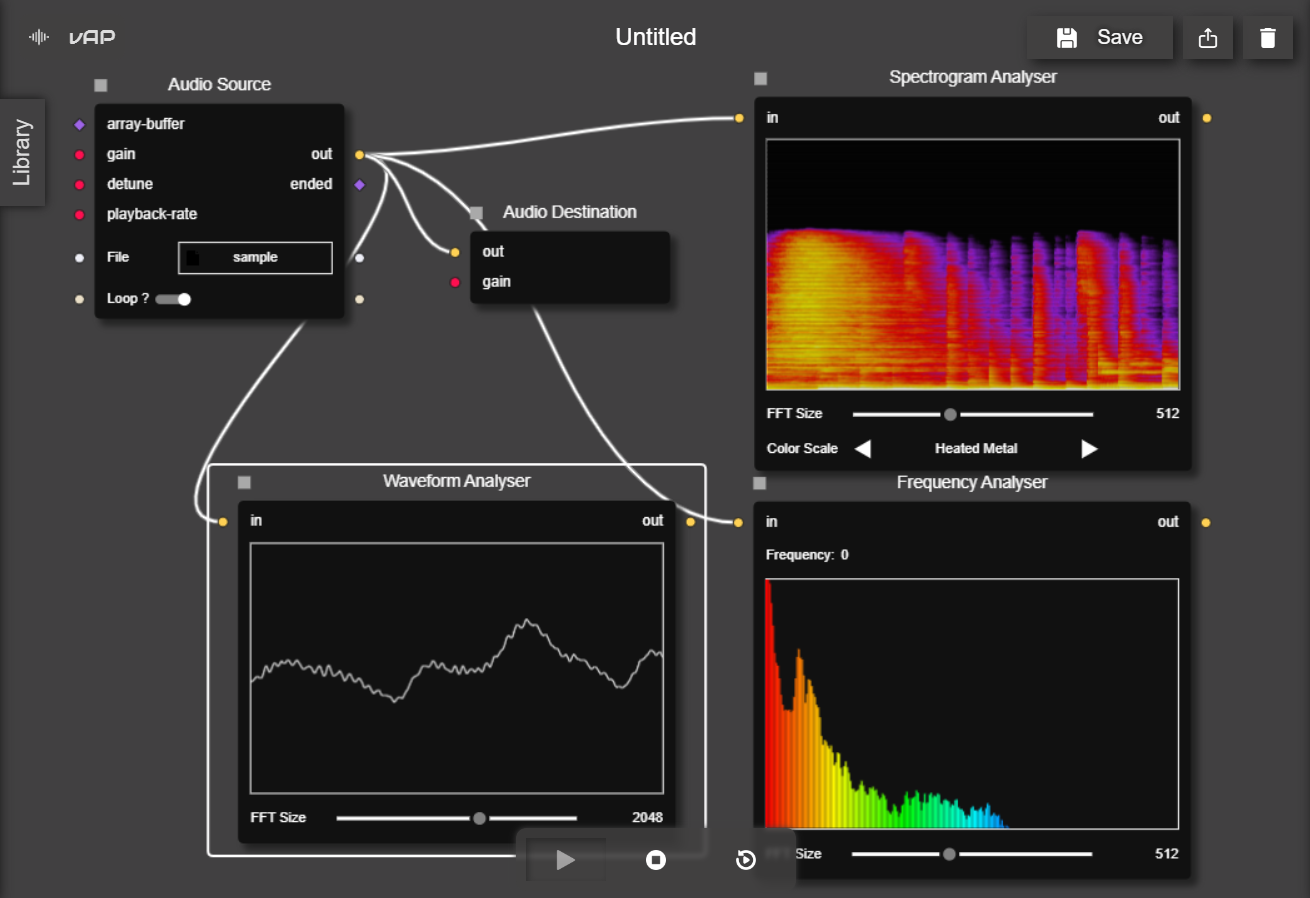 vAP
Untitled
Save
Library
Audio Source
array-buffer
gain
out
detune
ended
playback-rate
File
sample
Loop ?
Audio Destination
out
gain
Spectrogram Analyser
in
out
FFT Size
512
Color Scale
Heated Metal
Waveform Analyser
in
out
FFT Size
2048
Frequency Analyser
in
out
Frequency: 0
FFT Size
512